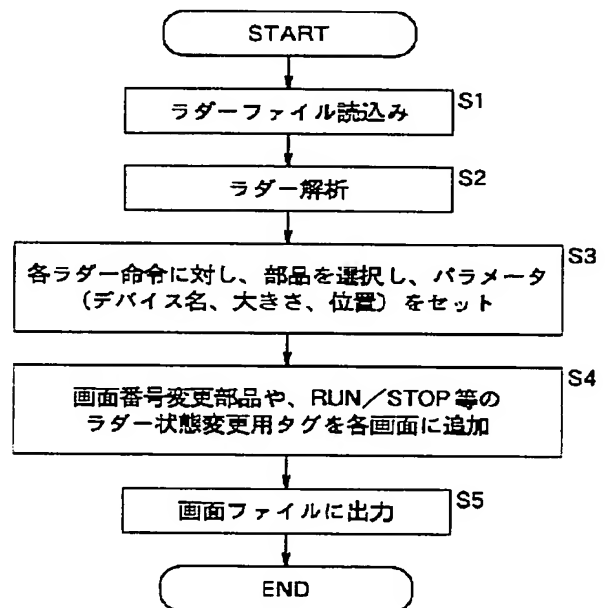 START
ラダーファイル読込み
S1
ラダー解析
S2
各ラダー命令に対し、部品を選択し、パラメータ
(デバイス名、大きさ、位置)をセット
S3
画面番号変更部品や、RUN/STOP等の
ラダー状態変更用タグを各画面に追加
S4
画面ファイルに出力
S5
END